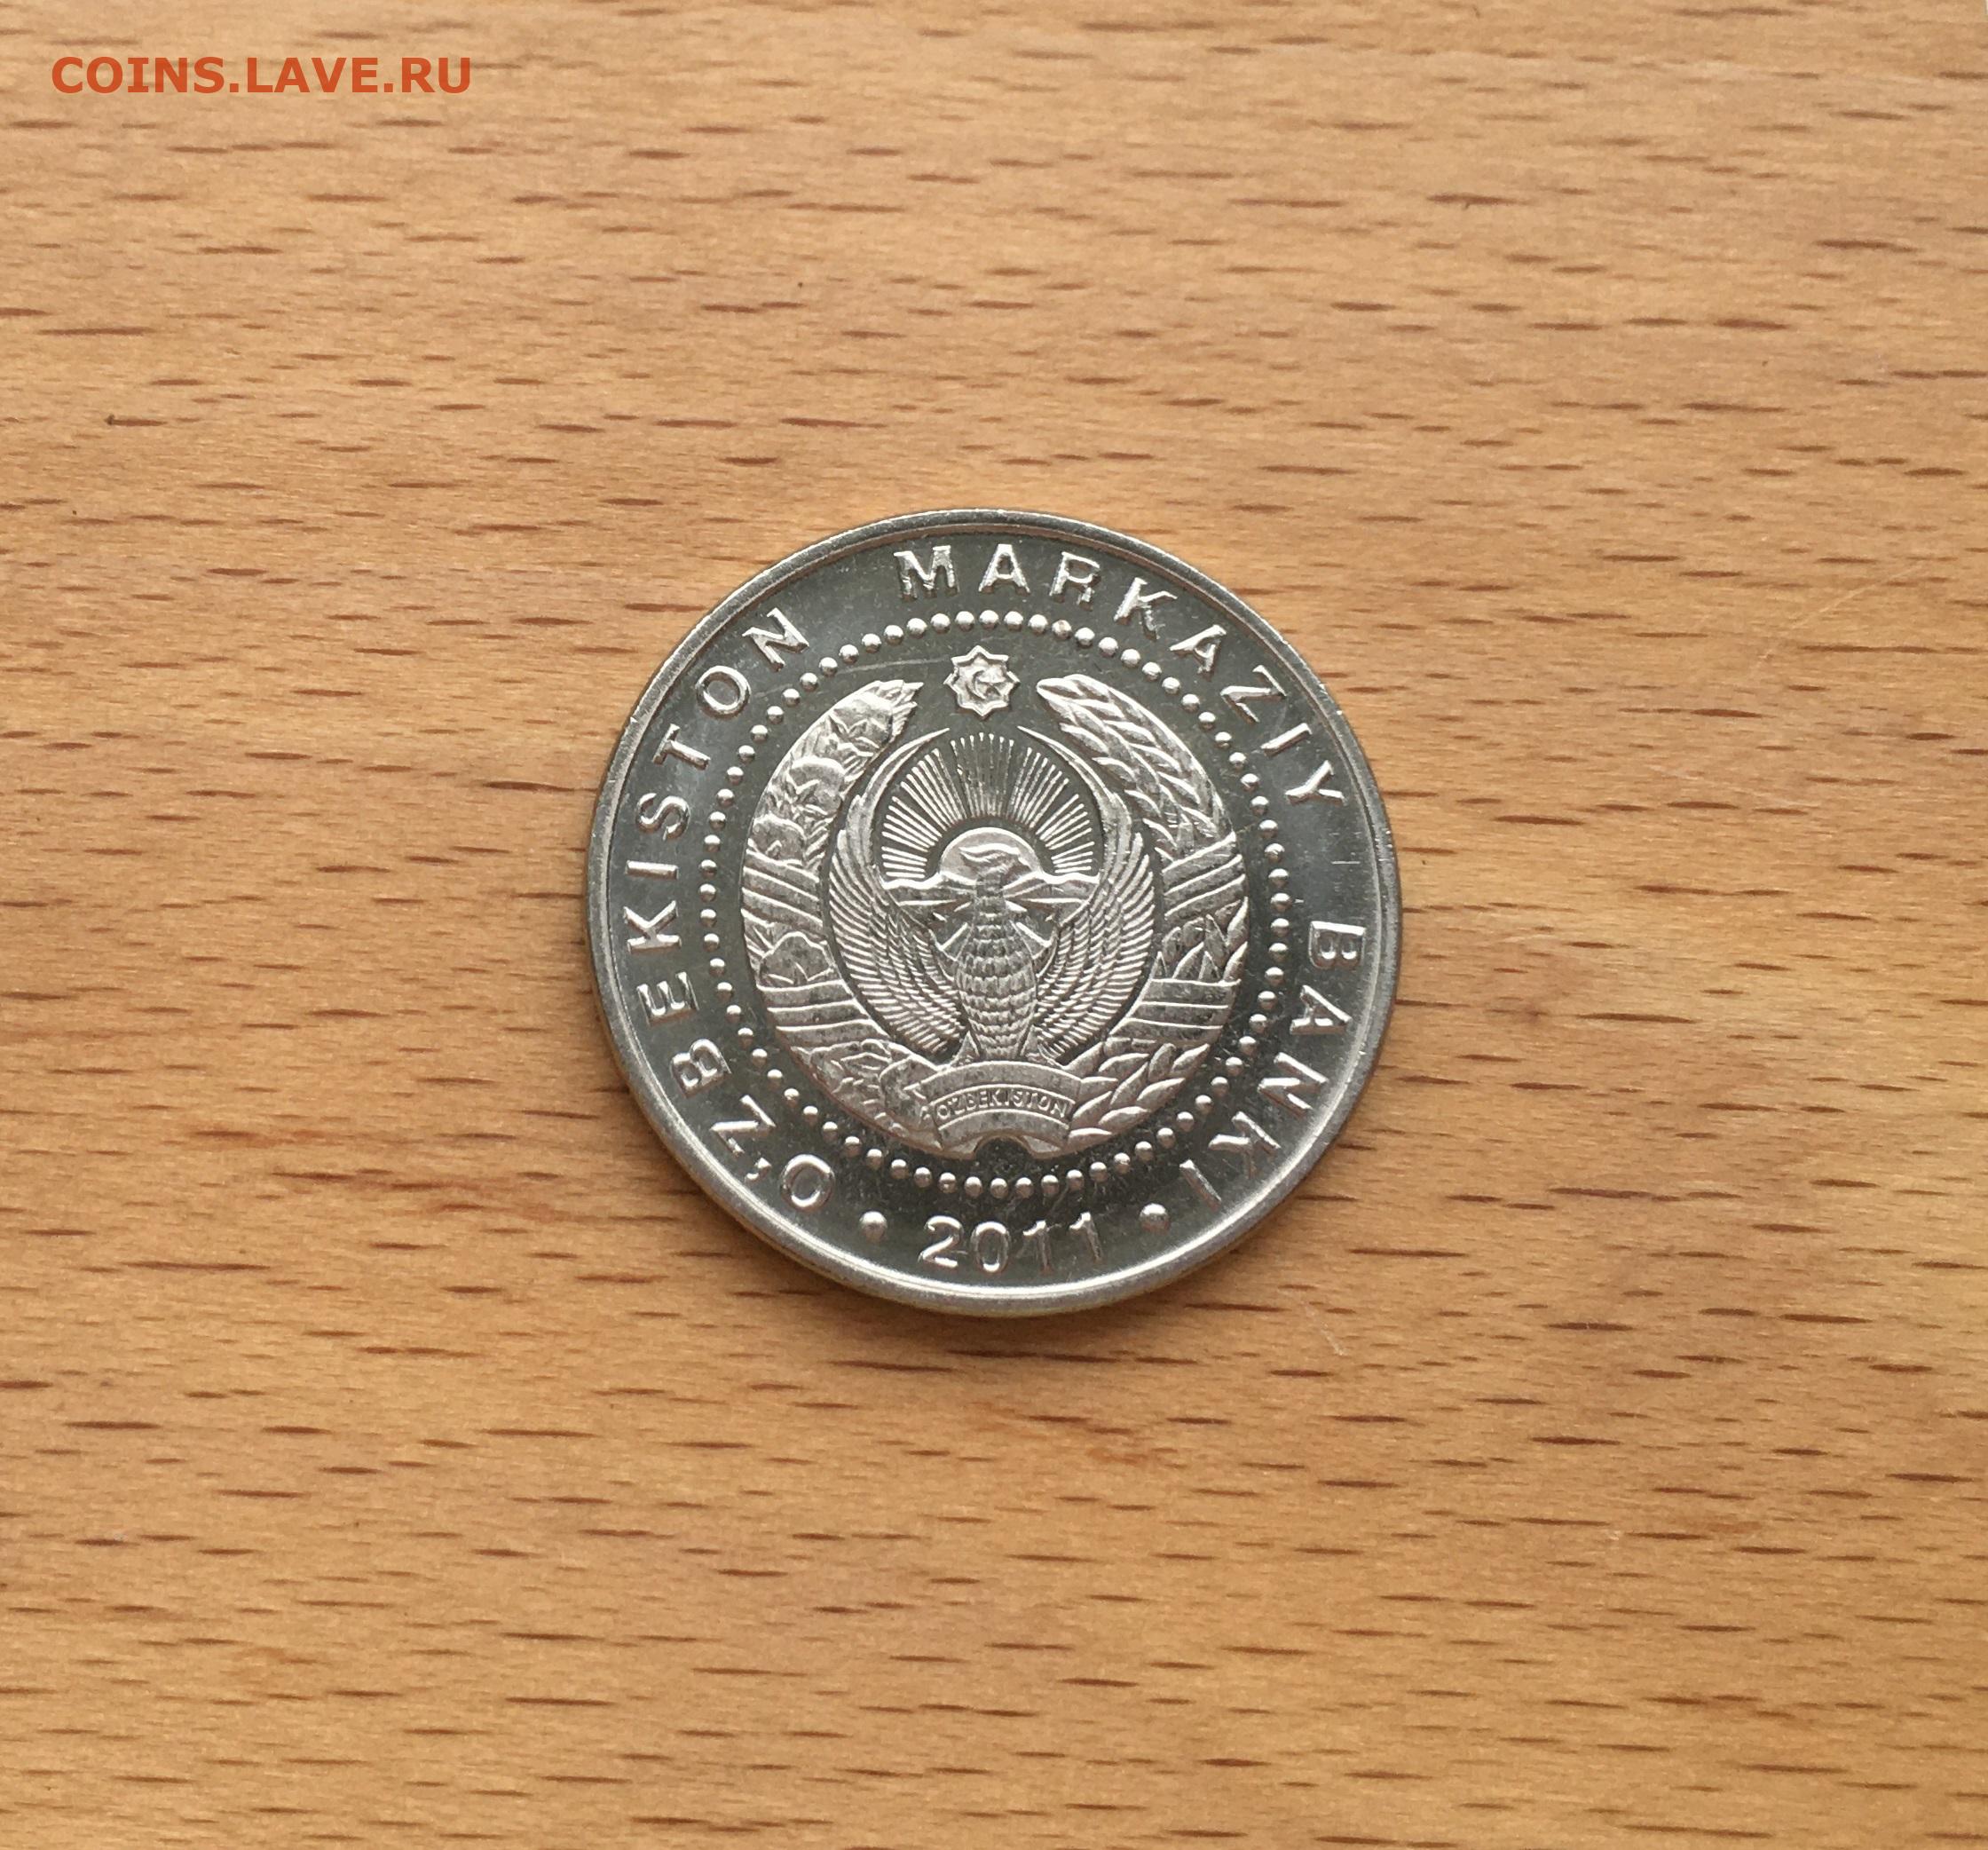 COINS.LAVE.RU
O'ZBEKISTON MARKAZIY BANKI
• 2011 •
O'ZBEKISTON